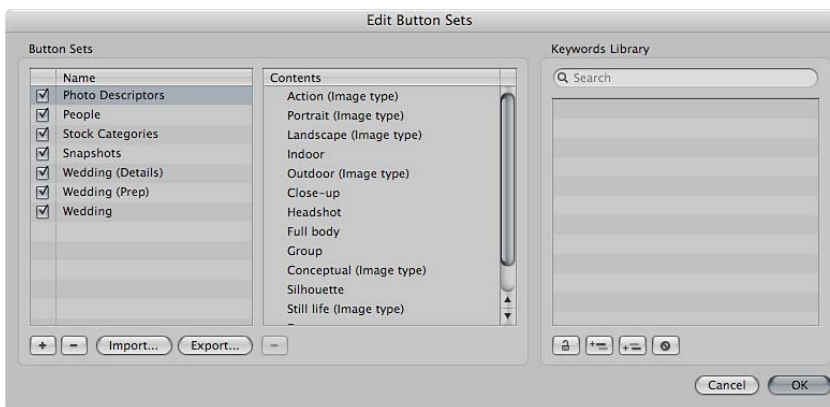 Edit Button Sets
Button Sets
Name
Photo Descriptors
People
Stock Categories
Snapshots
Wedding (Details)
Wedding (Prep)
Wedding
+
-
Import...
Export...
Contents
Action (Image type)
Portrait (Image type)
Landscape (Image type)
Indoor
Outdoor (Image type)
Close-up
Headshot
Full body
Group
Conceptual (Image type)
Silhouette
Still life (Image type)
-
Keywords Library
Search
Cancel
OK